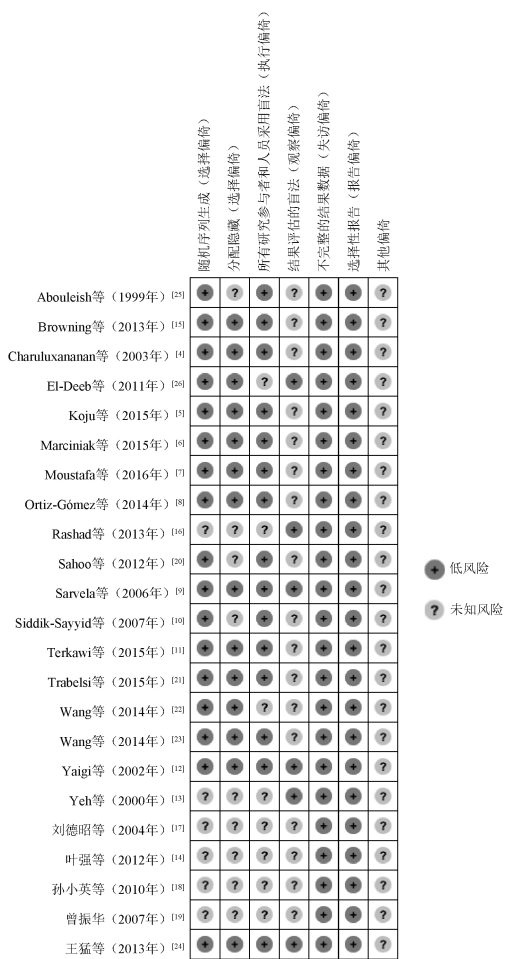 随机序列生成（选择偏倚）
分配隐藏（选择偏倚）
所有研究参与者和人员采用盲法（执行偏倚）
结果评估的盲法（观察偏倚）
不完整的结果数据（失访偏倚）
选择性报告（报告偏倚）
其他偏倚
Abouleish等（1999年）[25] + ? + ? + + ?
Browning等（2013年）[15] + + + ? + + ?
Charuluxananan等（2003年）[4] + + + ? + + ?
El-Deeb等（2011年）[26] + + ? + + + ?
Koju等（2015年）[5] + + + ? + + ?
Marciniak等（2015年）[6] + + + ? + + ?
Moustafa等（2016年）[7] + + + ? + + ?
Ortiz-Gómez等（2014年）[8] + + + ? + + ?
Rashad等（2013年）[16] ? ? ? + + + ?
Sahoo等（2012年）[20] + ? + ? + + ?
Sarvela等（2006年）[9] + + + + + + ?
Siddik-Sayyid等（2007年）[10] + ? + ? + + ?
Terkawi等（2015年）[11] + + + ? + + ?
Trabelsi等（2015年）[21] + + + ? + + ?
Wang等（2014年）[22] + + ? ? + + ?
Wang等（2014年）[23] + + + ? + + ?
Yaigi等（2002年）[12] + + + + + + ?
Yeh等（2000年）[13] ? ? ? + + + ?
刘德昭等（2004年）[17] ? ? ? ? + + ?
叶强等（2012年）[14] ? ? ? ? + + ?
孙小英等（2010年）[18] ? ? ? ? + + ?
曾振华（2007年）[19] ? ? ? ? + + ?
王猛等（2013年）[24] + + + + + + ?
+ 低风险
? 未知风险